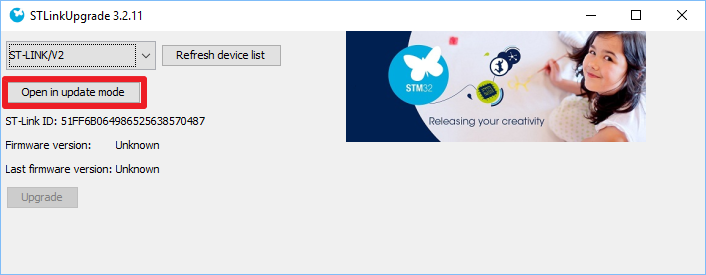 STLinkUpgrade 3.2.11
ST-LINK/V2
Refresh device list
Open in update mode
ST-Link ID: 51FF6B064986525638570487
Firmware version: Unknown
Last firmware version: Unknown
Upgrade
STM32
Releasing your creativity